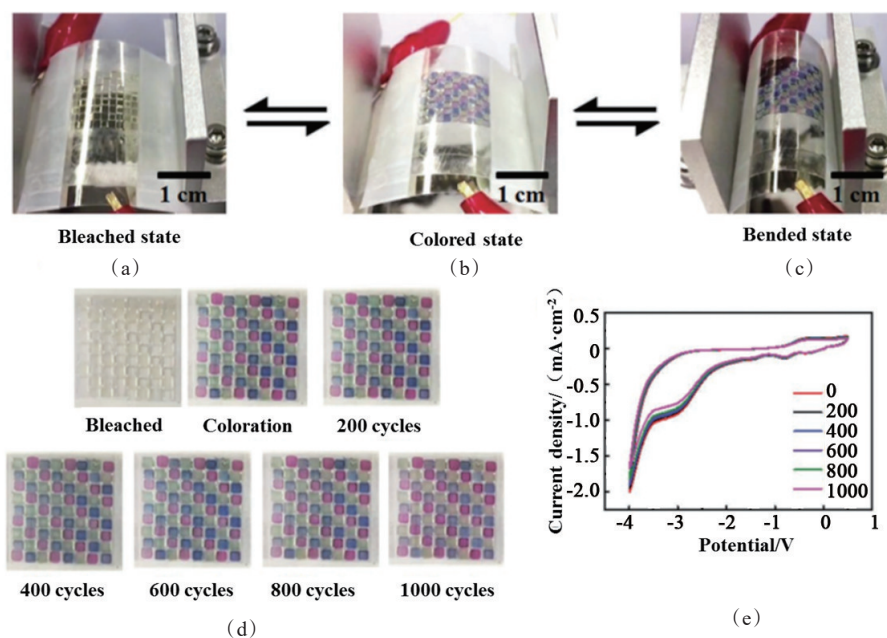 1 cm
1 cm
1 cm
Bleached state
Colored state
Bended state
(a)
(b)
(c)
Bleached
Coloration
200 cycles
400 cycles
600 cycles
800 cycles
1000 cycles
(d)
Current density/（mA·cm⁻²）
0.5
0
-0.5
-1.0
-1.5
-2.0
0
200
400
600
800
1000
-4
-3
-2
-1
0
Potential/V
(e)